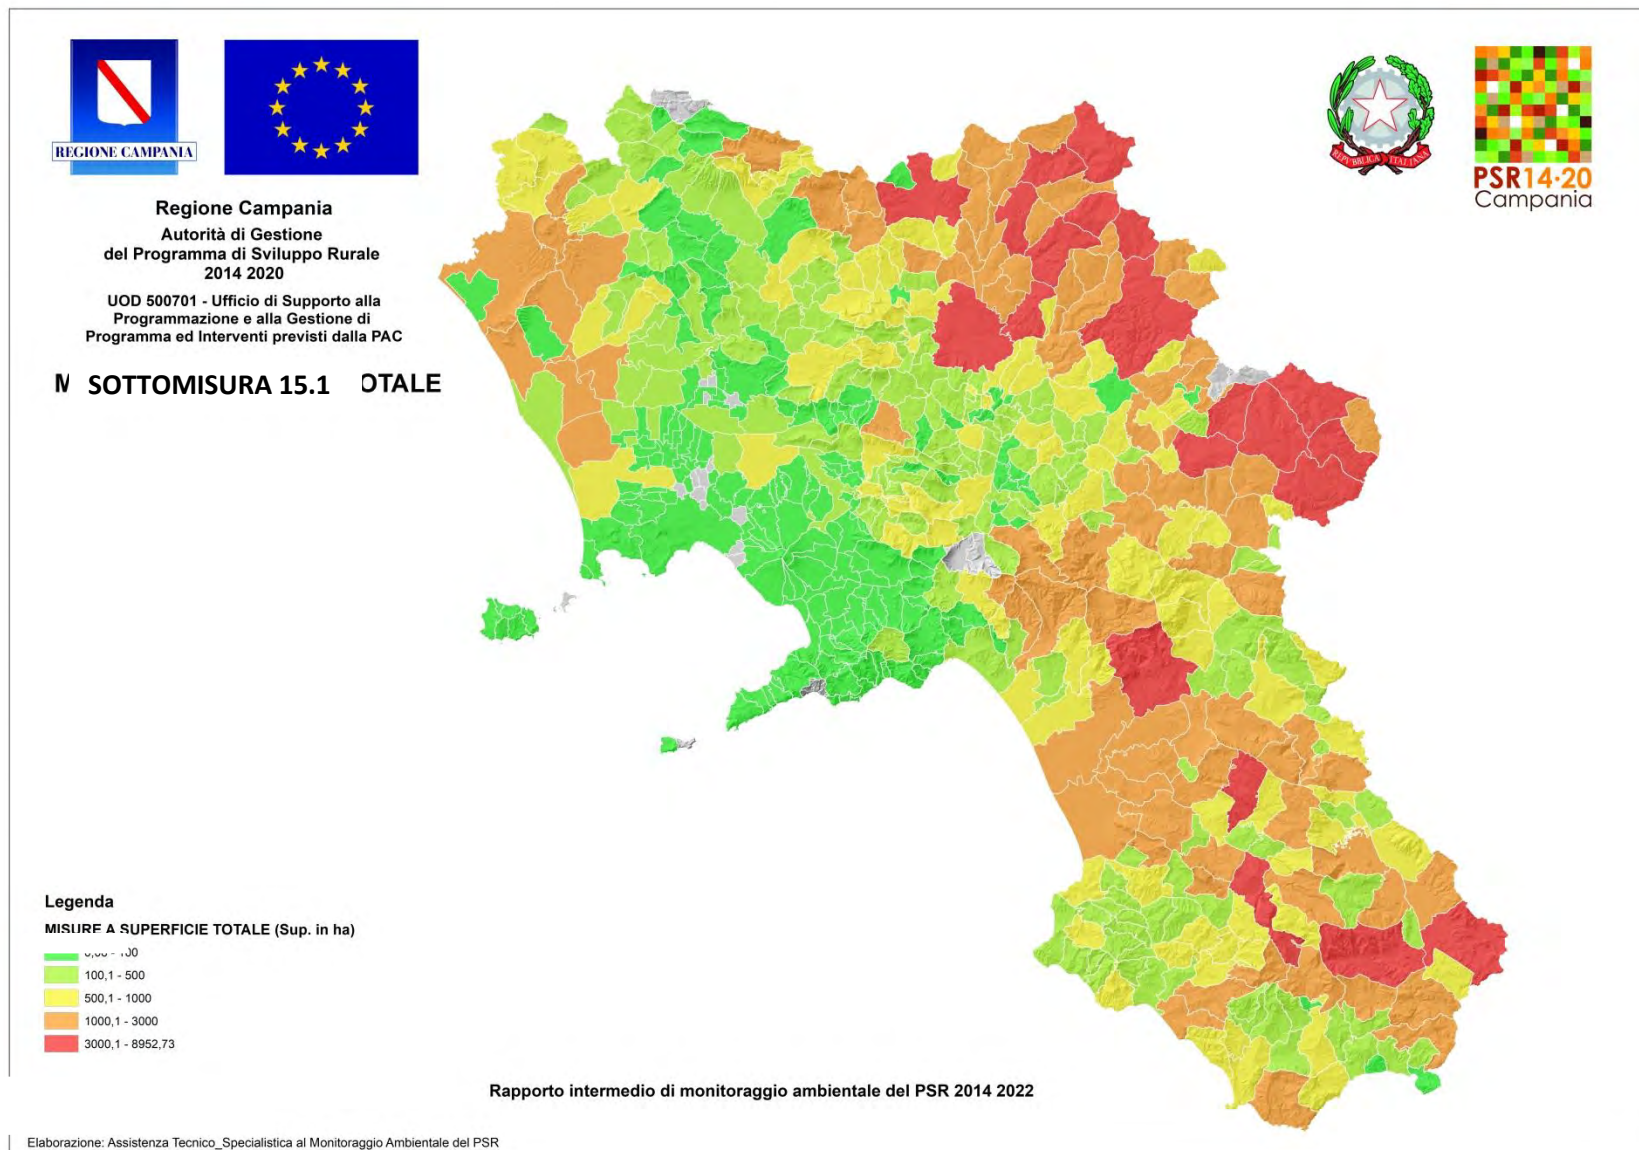 REGIONE CAMPANIA
REPVBBLICA ITALIANA
PSR14·20
Campania
Regione Campania
Autorità di Gestione
del Programma di Sviluppo Rurale
2014 2020
UOD 500701 - Ufficio di Supporto alla
Programmazione e alla Gestione di
Programma ed Interventi previsti dalla PAC
M SOTTOMISURA 15.1 OTALE
Legenda
MISURE A SUPERFICIE TOTALE (Sup. in ha)
100,1 - 500
500,1 - 1000
1000,1 - 3000
3000,1 - 8952,73
Rapporto intermedio di monitoraggio ambientale del PSR 2014 2022
Elaborazione: Assistenza Tecnico_Specialistica al Monitoraggio Ambientale del PSR